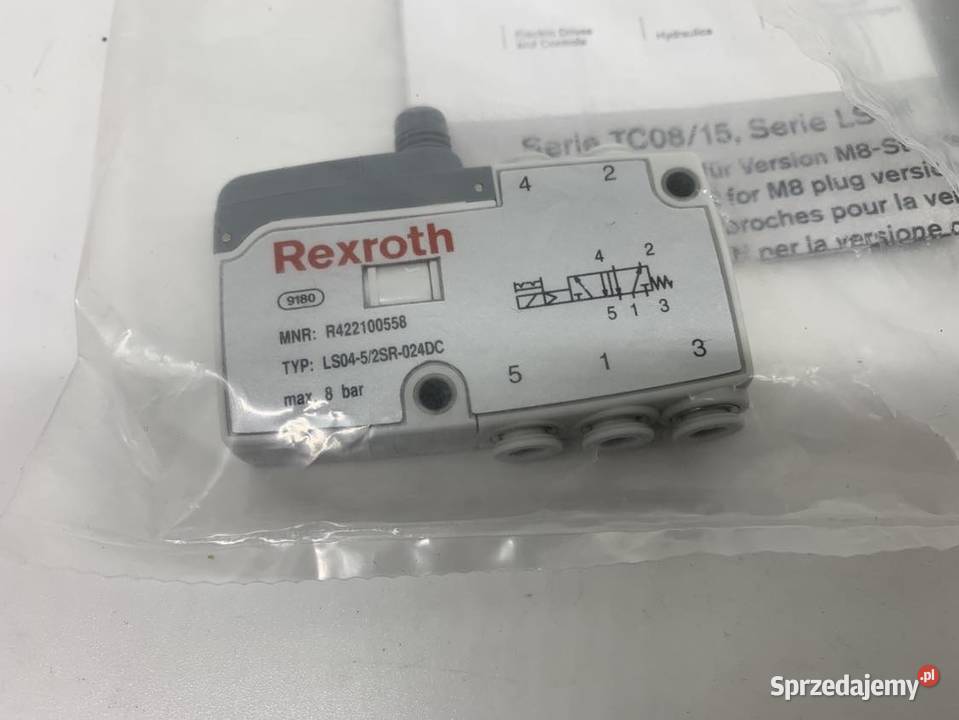 Electric Drives
and Controls
Hydraulics
Serie TC08/15, Serie LS
für Version M8-St
for M8 plug versio
broches pour la ve
per la versione
4 2
Rexroth
9180
MNR: R422100558
TYP: LS04-5/2SR-024DC
max. 8 bar
4 2
5 1 3
5 1 3
Sprzedajemy.pl